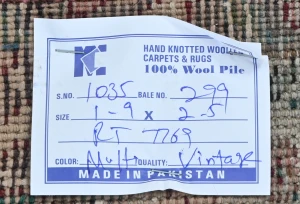 HAND KNOTTED WOOLLEN
CARPETS & RUGS
100% Wool Pile
S.NO. 1035 BALE NO. 299
SIZE 1-9 x 2-5
RT 7769
COLOR: Multi QUALITY: Vintage
MADE IN PAKISTAN